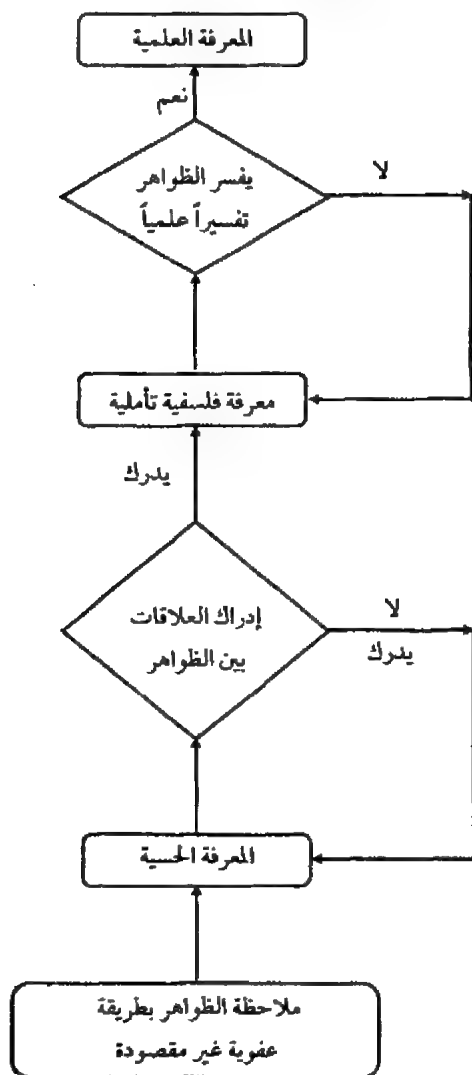 المعرفة العلمية
نعم
يفسر الظواهر
تفسيراً علمياً
لا
معرفة فلسفية تأملية
يدرك
إدراك العلاقات
بين الظواهر
لا
يدرك
المعرفة الحسية
ملاحظة الظواهر بطريقة
عفوية غير مقصودة